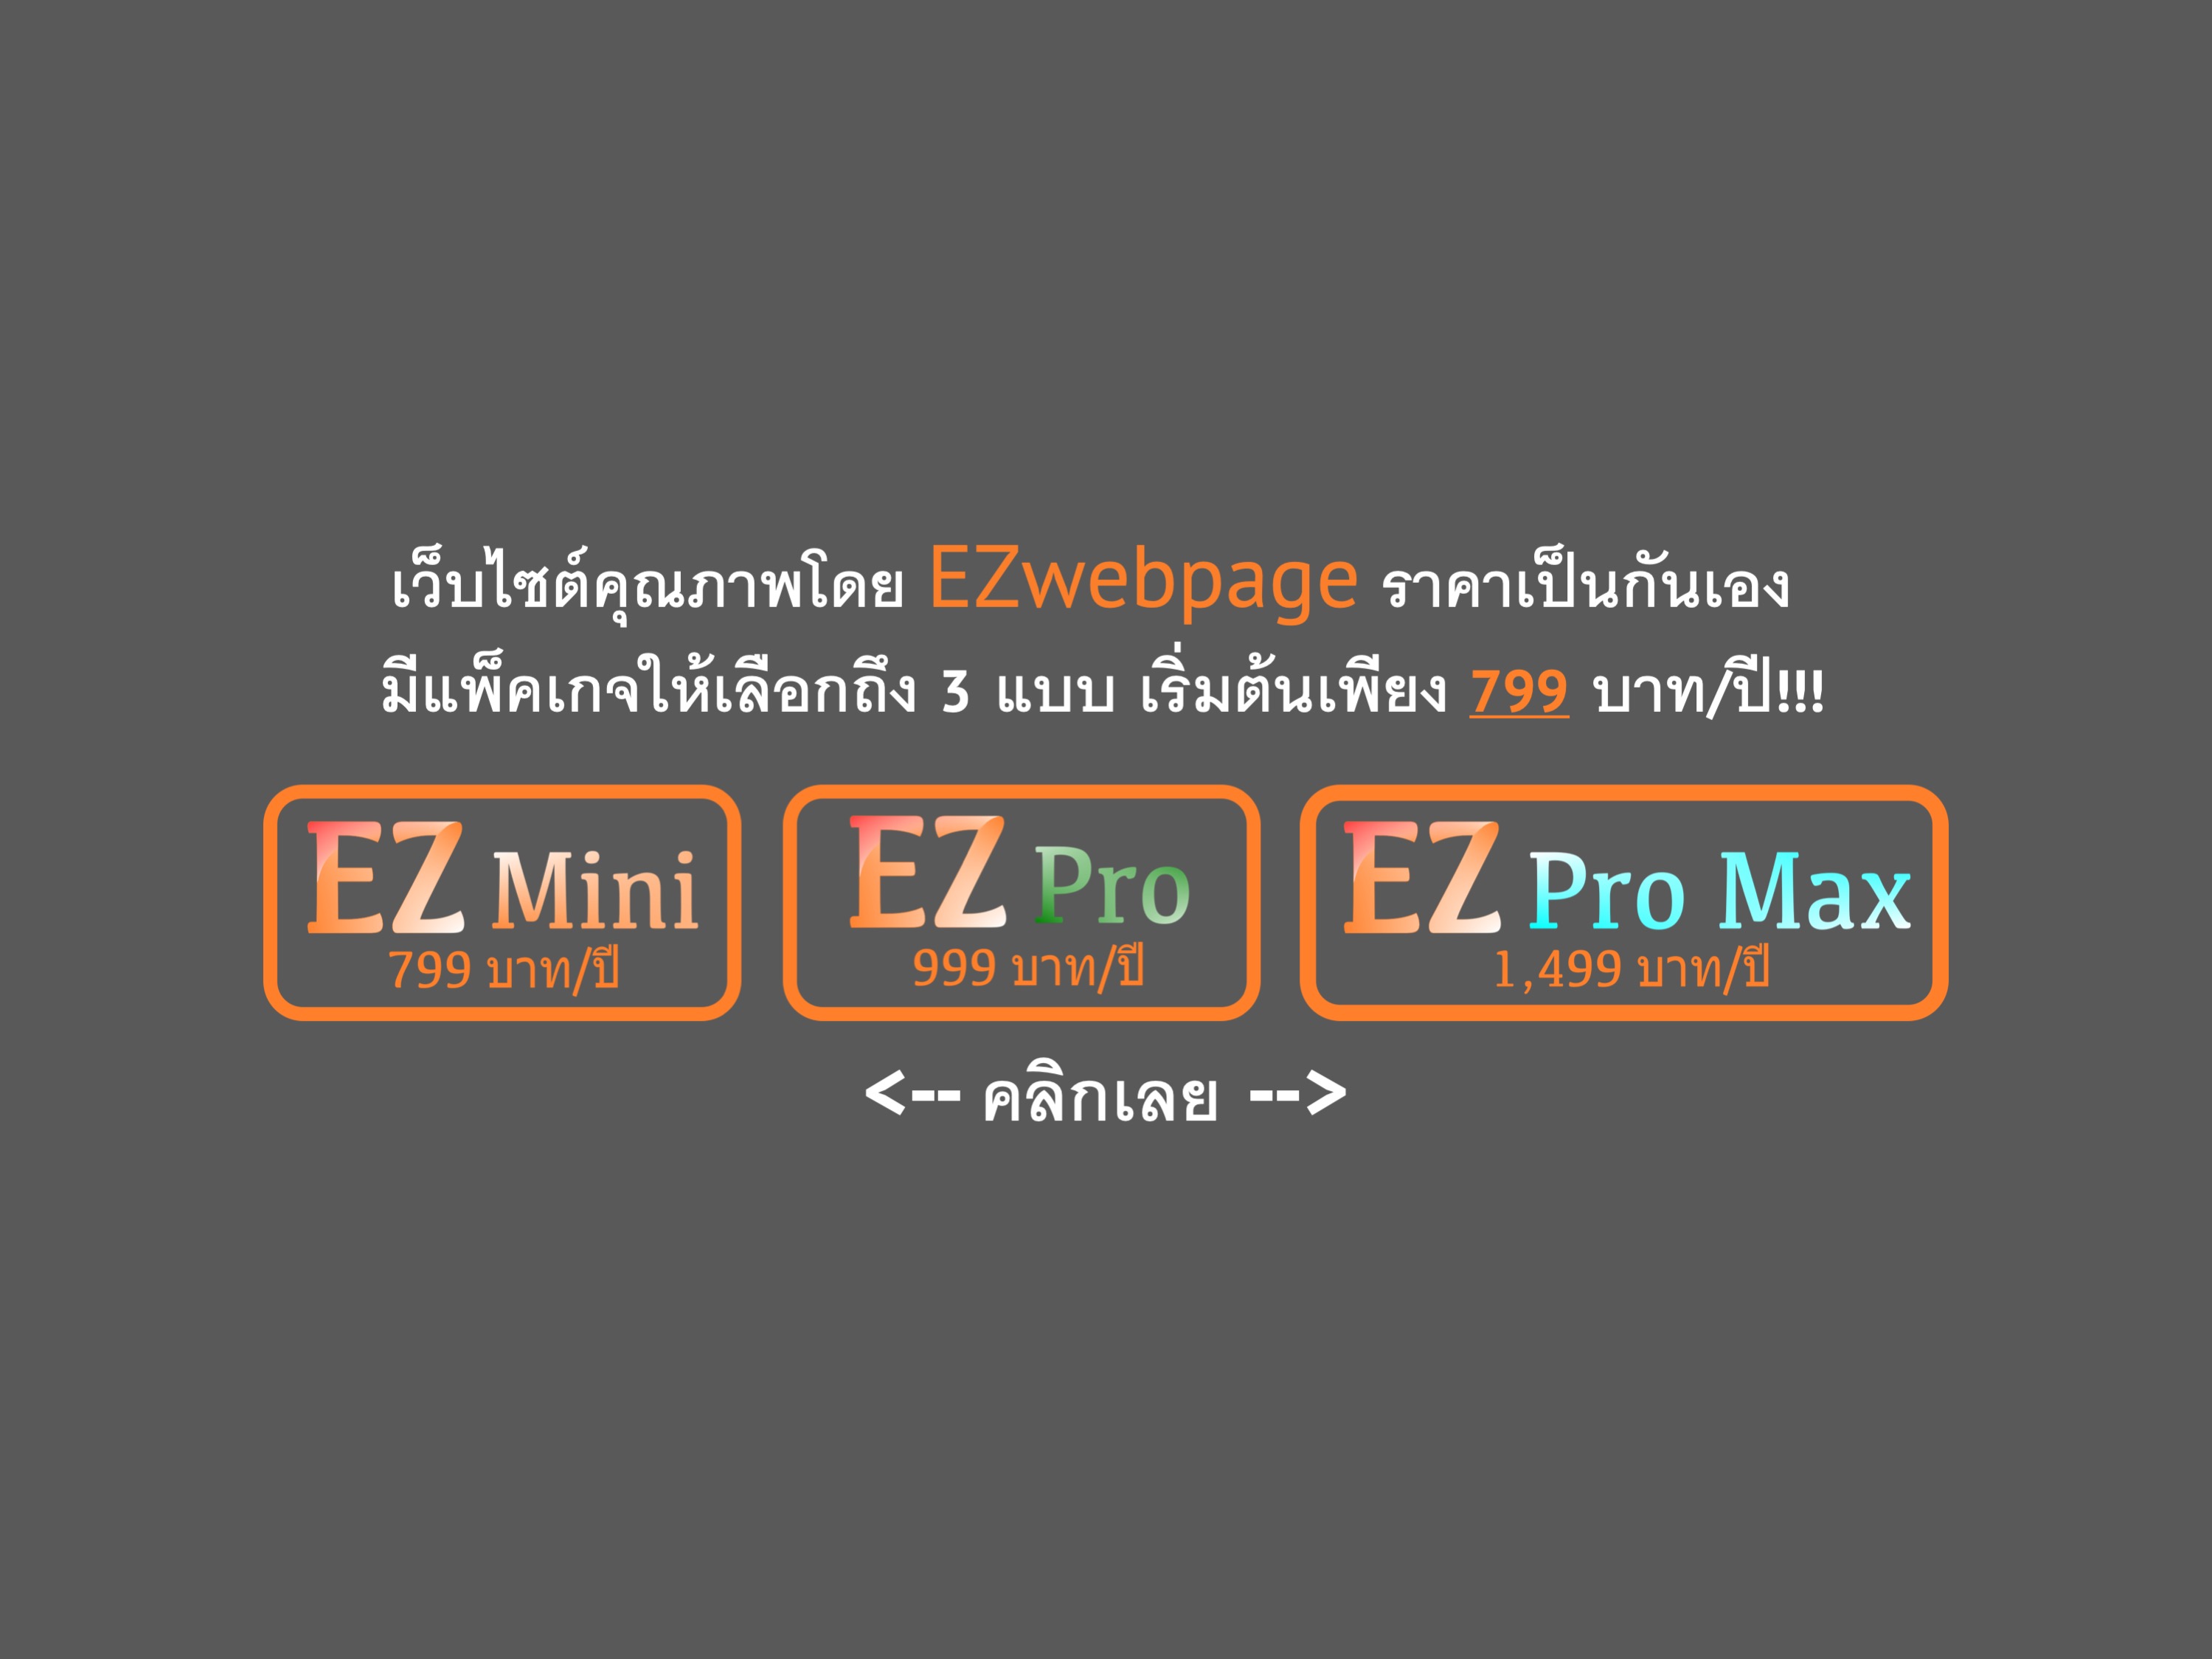 เว็บไซต์คุณภาพโดย EZwebpage ราคาเป็นกันเอง
มีแพ็คเกจให้เลือกถึง 3 แบบ เริ่มต้นเพียง 799 บาท/ปี!!!
EZ Mini
799 บาท/ปี
EZ Pro
999 บาท/ปี
EZ Pro Max
1,499 บาท/ปี
<-- คลิ๊กเลย -->